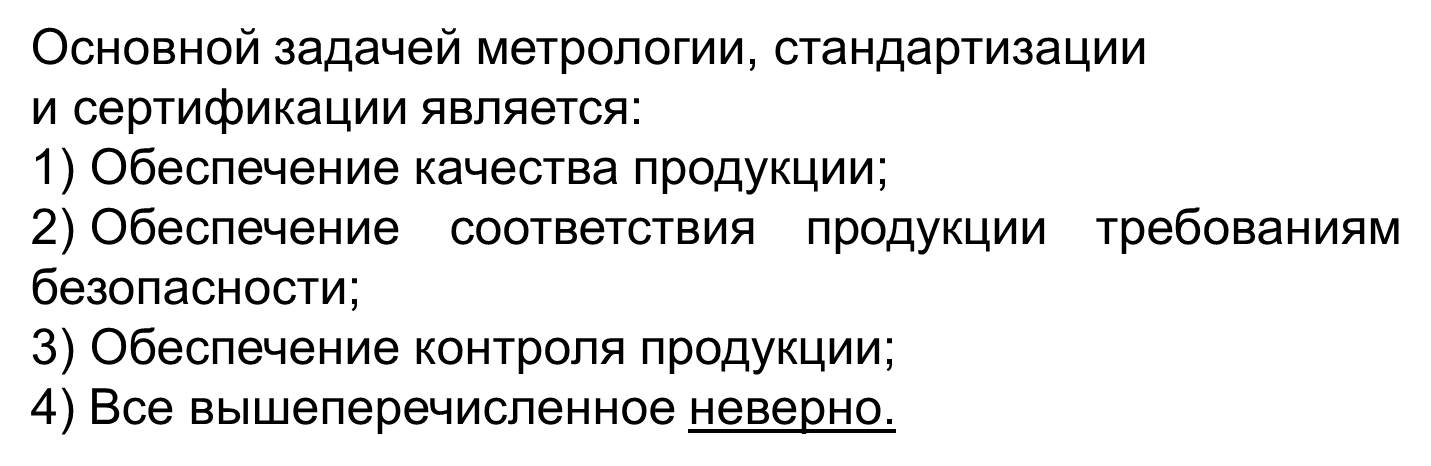 Основной задачей метрологии, стандартизации
и сертификации является:
1) Обеспечение качества продукции;
2) Обеспечение соответствия продукции требованиям
безопасности;
3) Обеспечение контроля продукции;
4) Все вышеперечисленное неверно.